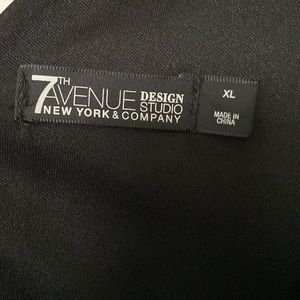 7TH AVENUE DESIGN STUDIO
NEW YORK & COMPANY
XL
MADE IN
CHINA